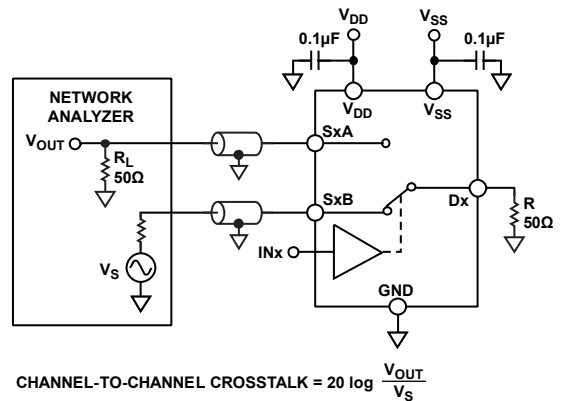 VDD
VSS
0.1µF
0.1µF
VDD
VSS
NETWORK
ANALYZER
VOUT
RL
50Ω
SxA
SxB
Dx
R
50Ω
VS
INx
GND
CHANNEL-TO-CHANNEL CROSSTALK = 20 log VOUT
VS